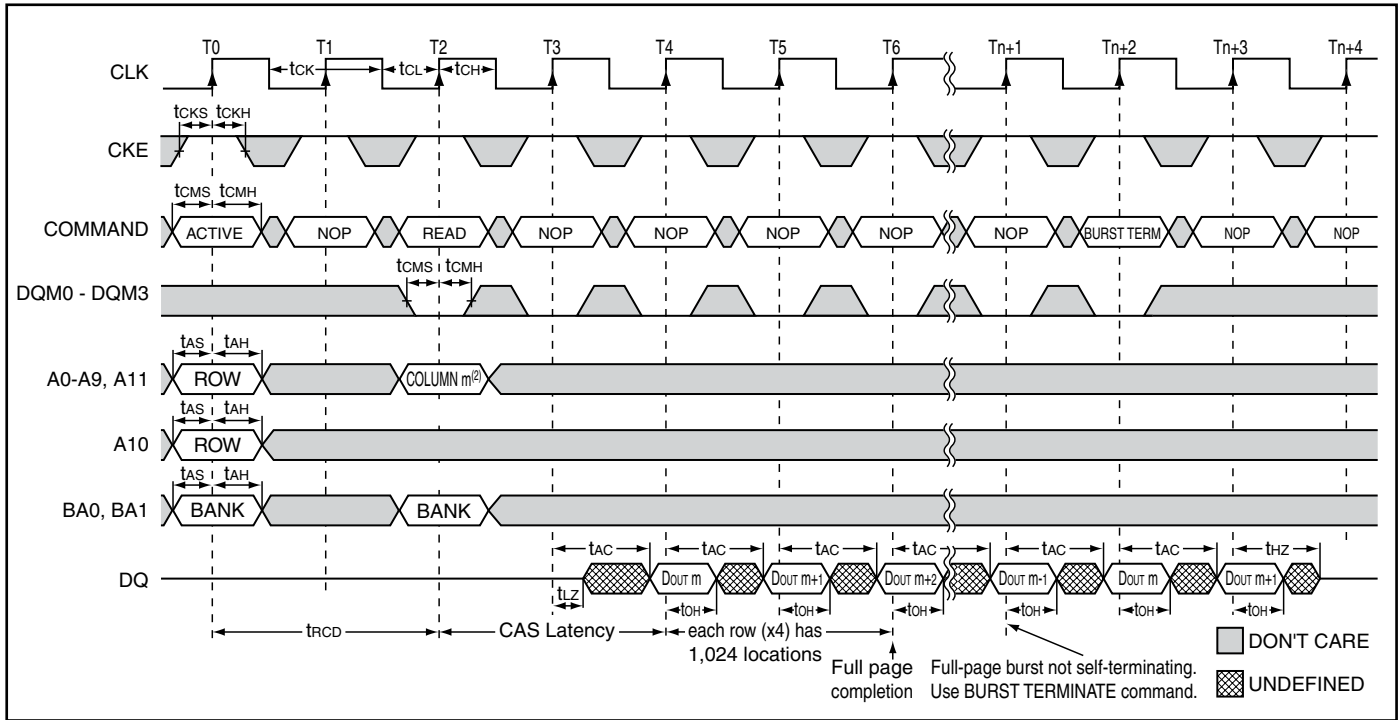 T0 T1 T2 T3 T4 T5 T6 Tn+1 Tn+2 Tn+3 Tn+4
CLK tCK tCL tCH
tCKS tCKH
CKE
tCMS tCMH
COMMAND ACTIVE NOP READ NOP NOP NOP NOP NOP BURST TERM NOP NOP
tCMS tCMH
DQM0 - DQM3
tAS tAH
A0-A9, A11 ROW COLUMN m(2)
tAS tAH
A10 ROW
tAS tAH
BA0, BA1 BANK BANK
tAC tAC tAC tAC tAC tAC tHZ
DQ DOUT m DOUT m+1 DOUT m+2 DOUT m-1 DOUT m DOUT m+1
tLZ tOH tOH tOH tOH tOH tOH
tRCD CAS Latency each row (x4) has
1,024 locations
Full page
completion
Full-page burst not self-terminating.
Use BURST TERMINATE command.
DON'T CARE
UNDEFINED